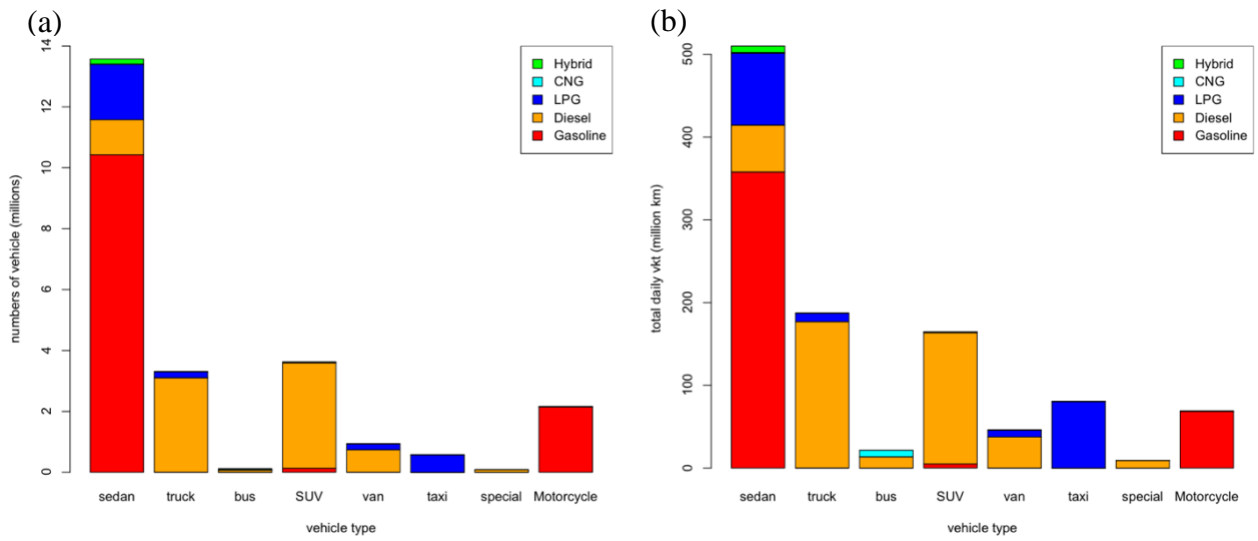 (a)
numbers of vehicle (millions)
14
12
10
8
6
4
2
0
Hybrid
CNG
LPG
Diesel
Gasoline
sedan truck bus SUV van taxi special Motorcycle
vehicle type
(b)
total daily vkt (million km)
500
400
300
200
100
0
Hybrid
CNG
LPG
Diesel
Gasoline
sedan truck bus SUV van taxi special Motorcycle
vehicle type